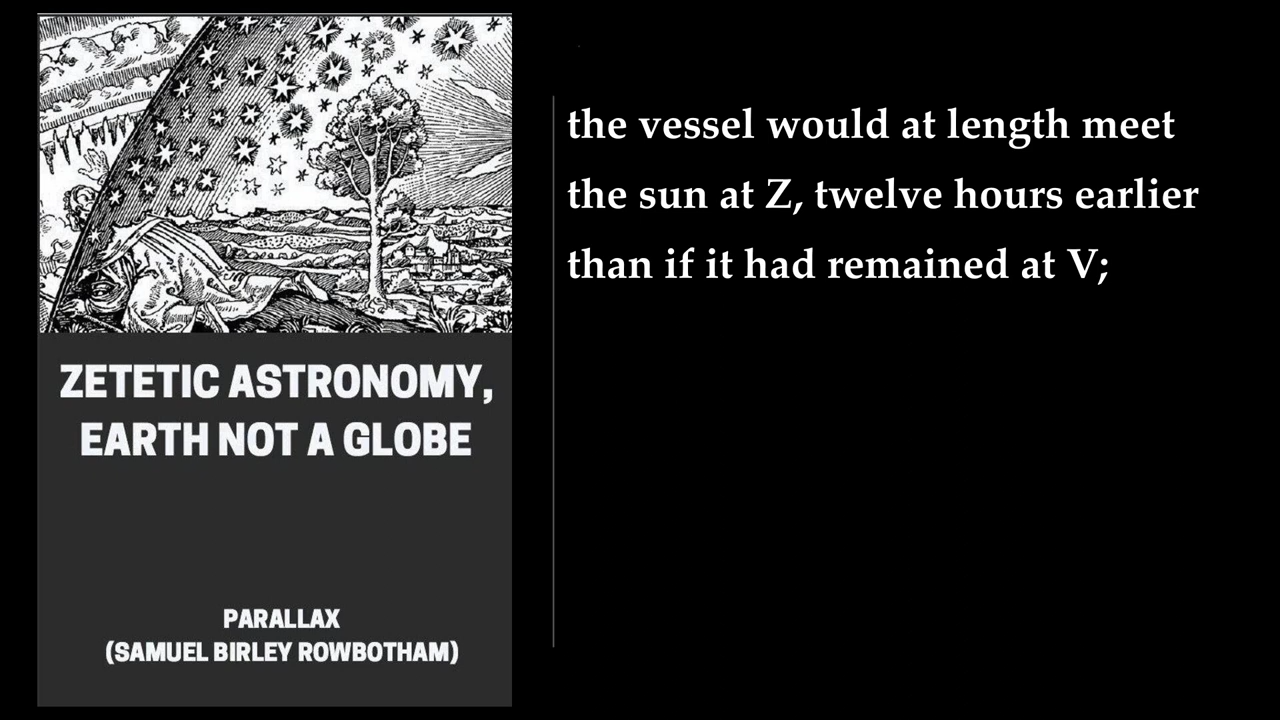 ZETETIC ASTRONOMY,
EARTH NOT A GLOBE
PARALLAX
(SAMUEL BIRLEY ROWBOTHAM)
the vessel would at length meet
the sun at Z, twelve hours earlier
than if it had remained at V;